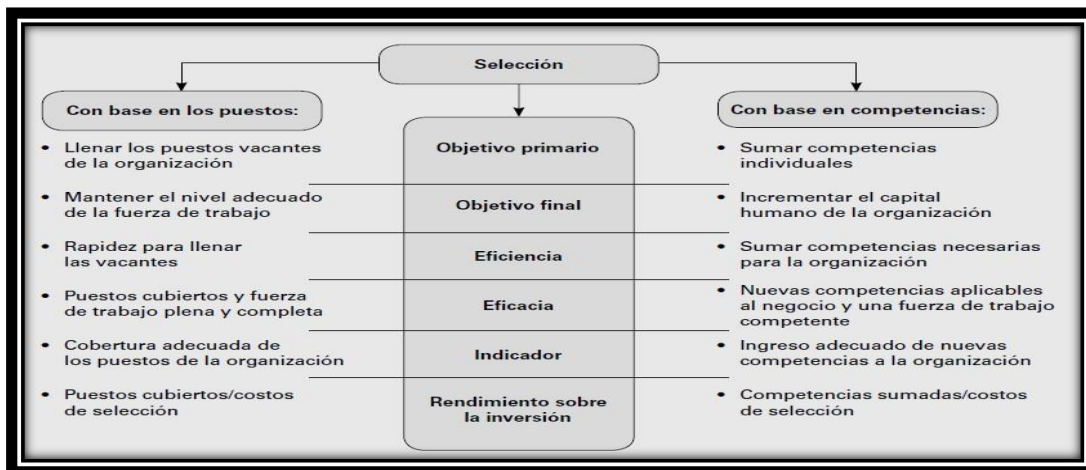 Selección
Con base en los puestos:
• Llenar los puestos vacantes
de la organización
• Mantener el nivel adecuado
de la fuerza de trabajo
• Rapidez para llenar
las vacantes
• Puestos cubiertos y fuerza
de trabajo plena y completa
• Cobertura adecuada de
los puestos de la organización
• Puestos cubiertos/costos
de selección
Objetivo primario
Objetivo final
Eficiencia
Eficacia
Indicador
Rendimiento sobre
la inversión
Con base en competencias:
• Sumar competencias
individuales
• Incrementar el capital
humano de la organización
• Sumar competencias necesarias
para la organización
• Nuevas competencias aplicables
al negocio y una fuerza de trabajo
competente
• Ingreso adecuado de nuevas
competencias a la organización
• Competencias sumadas/costos
de selección